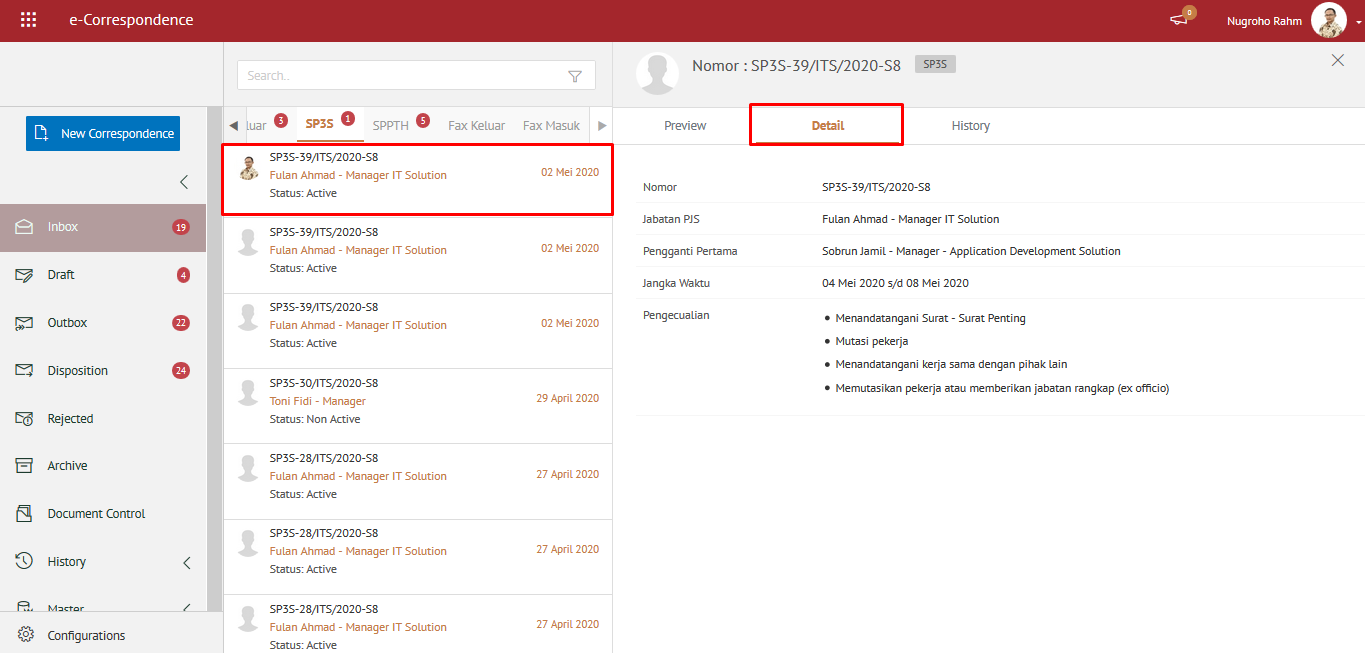 e-Correspondence
0
Nugroho Rahm
New Correspondence
Inbox 19
Draft 4
Outbox 22
Disposition 24
Rejected
Archive
Document Control
History
Master
Configurations
Search..
luar 3 SP3S 1 SPPTH 5 Fax Keluar Fax Masuk
SP3S-39/ITS/2020-S8
Fulan Ahmad - Manager IT Solution 02 Mei 2020
Status: Active
SP3S-39/ITS/2020-S8
Fulan Ahmad - Manager IT Solution 02 Mei 2020
Status: Active
SP3S-39/ITS/2020-S8
Fulan Ahmad - Manager IT Solution 02 Mei 2020
Status: Active
SP3S-30/ITS/2020-S8
Toni Fidi - Manager 29 April 2020
Status: Non Active
SP3S-28/ITS/2020-S8
Fulan Ahmad - Manager IT Solution 27 April 2020
Status: Active
SP3S-28/ITS/2020-S8
Fulan Ahmad - Manager IT Solution 27 April 2020
Status: Active
SP3S-28/ITS/2020-S8
Fulan Ahmad - Manager IT Solution 27 April 2020
Status: Active
Nomor : SP3S-39/ITS/2020-S8 SP3S
Preview Detail History
Nomor SP3S-39/ITS/2020-S8
Jabatan PJS Fulan Ahmad - Manager IT Solution
Pengganti Pertama Sobrun Jamil - Manager - Application Development Solution
Jangka Waktu 04 Mei 2020 s/d 08 Mei 2020
Pengecualian
• Menandatangani Surat - Surat Penting
• Mutasi pekerja
• Menandatangani kerja sama dengan pihak lain
• Memutasikan pekerja atau memberikan jabatan rangkap (ex officio)